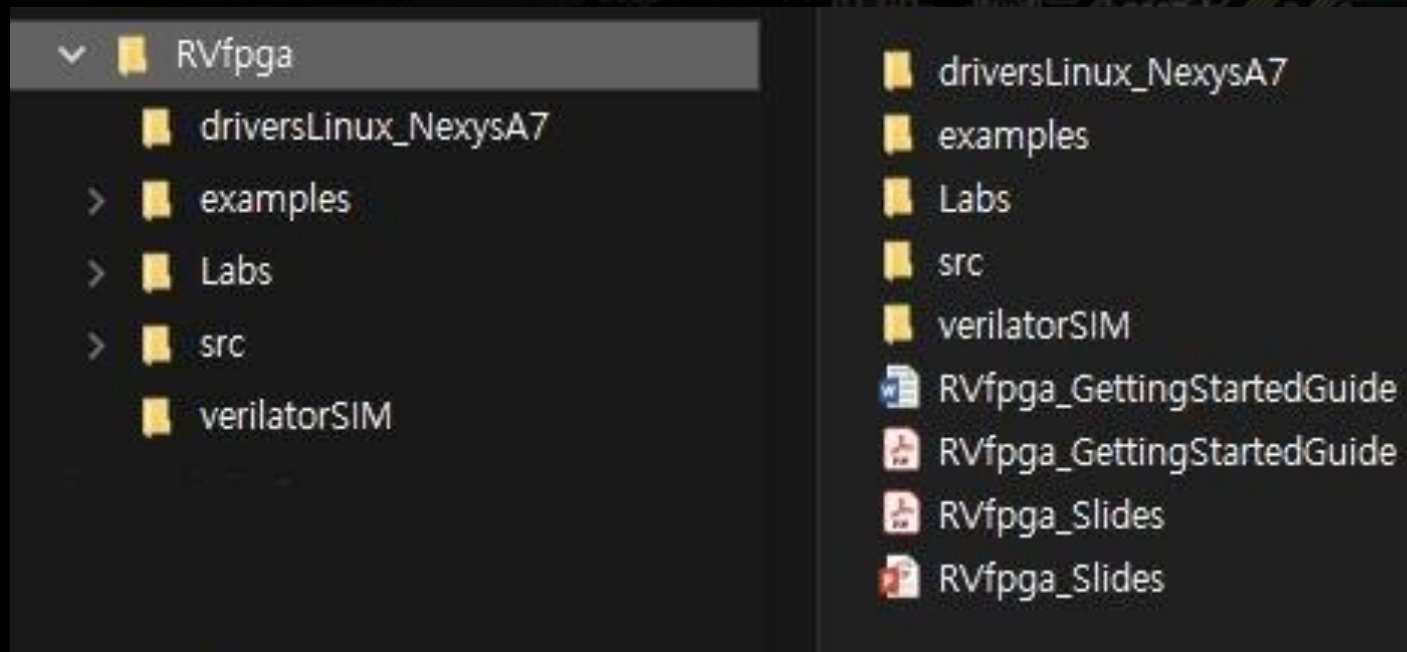 RVfpga
driversLinux_NexysA7
examples
Labs
src
verilatorSIM
driversLinux_NexysA7
examples
Labs
src
verilatorSIM
RVfpga_GettingStartedGuide
RVfpga_GettingStartedGuide
RVfpga_Slides
RVfpga_Slides